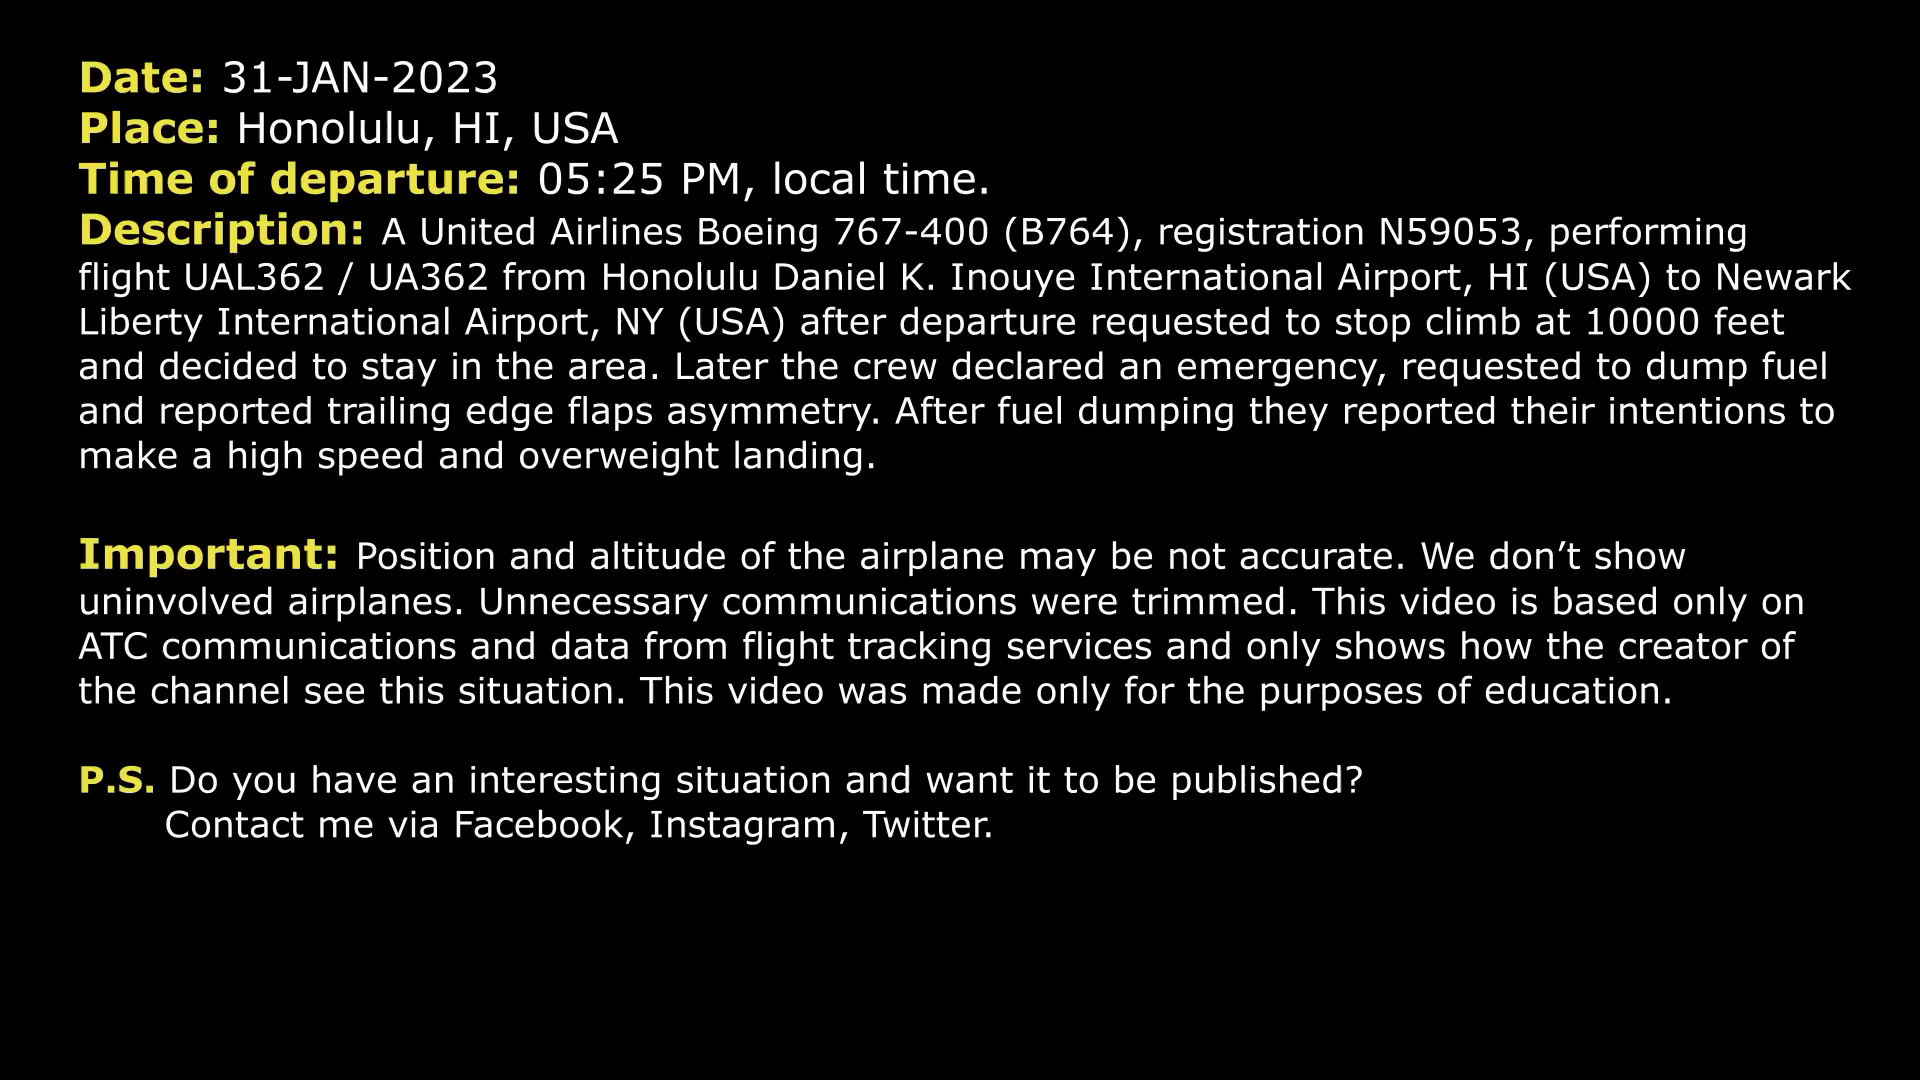 Date: 31-JAN-2023
Place: Honolulu, HI, USA
Time of departure: 05:25 PM, local time.
Description: A United Airlines Boeing 767-400 (B764), registration N59053, performing
flight UAL362 / UA362 from Honolulu Daniel K. Inouye International Airport, HI (USA) to Newark
Liberty International Airport, NY (USA) after departure requested to stop climb at 10000 feet
and decided to stay in the area. Later the crew declared an emergency, requested to dump fuel
and reported trailing edge flaps asymmetry. After fuel dumping they reported their intentions to
make a high speed and overweight landing.
Important: Position and altitude of the airplane may be not accurate. We don’t show
uninvolved airplanes. Unnecessary communications were trimmed. This video is based only on
ATC communications and data from flight tracking services and only shows how the creator of
the channel see this situation. This video was made only for the purposes of education.
P.S. Do you have an interesting situation and want it to be published?
Contact me via Facebook, Instagram, Twitter.